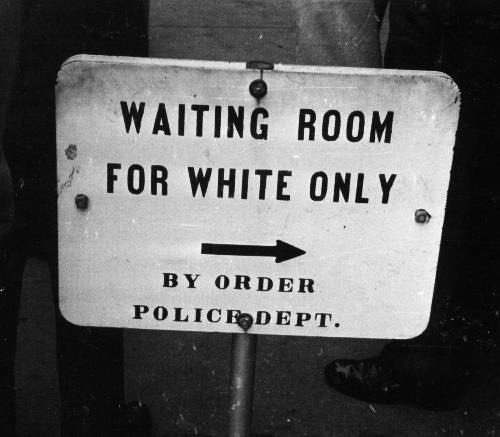 WAITING ROOM
FOR WHITE ONLY
BY ORDER
POLICE DEPT.